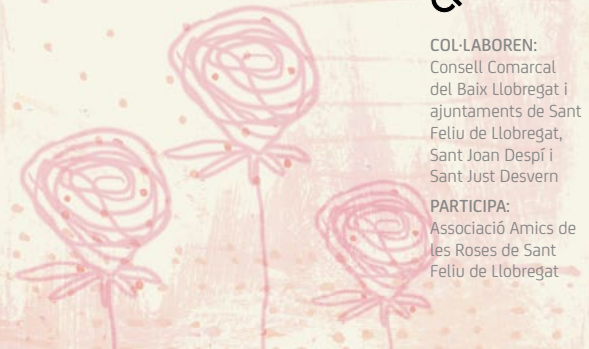 COL·LABOREN:
Consell Comarcal
del Baix Llobregat i
ajuntaments de Sant
Feliu de Llobregat,
Sant Joan Despí i
Sant Just Desvern
PARTICIPA:
Associació Amics de
les Roses de Sant
Feliu de Llobregat